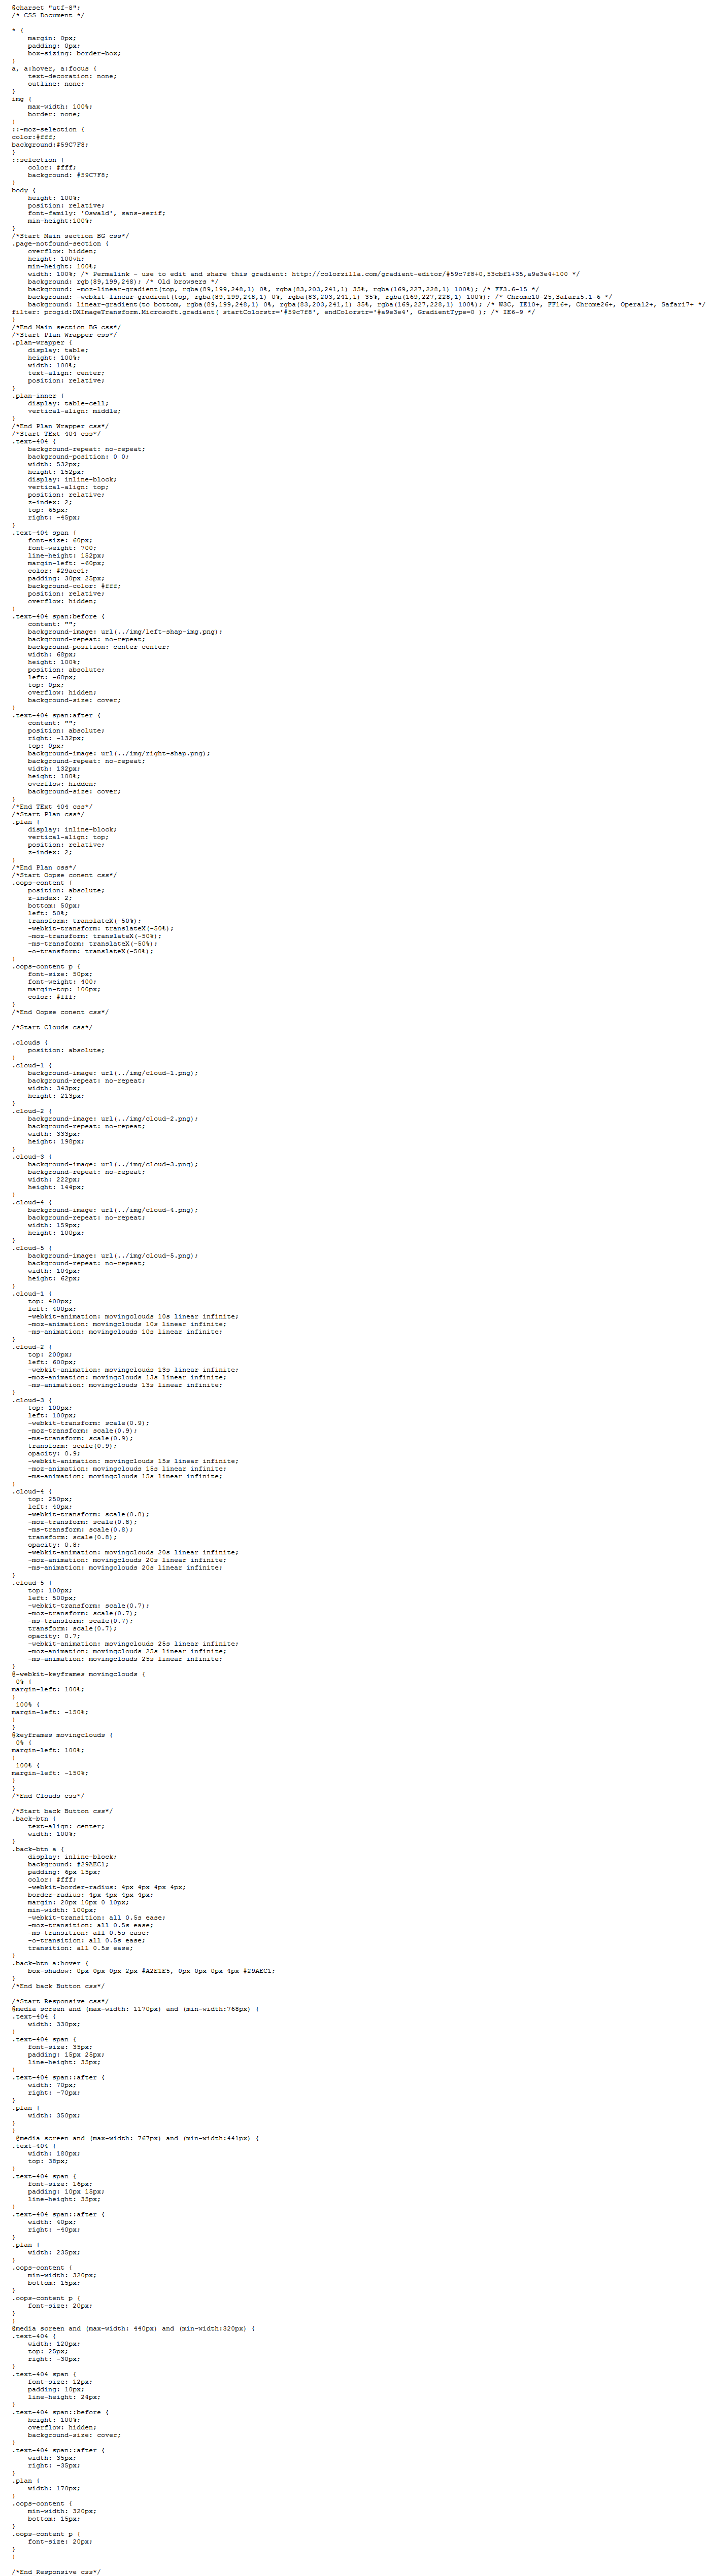 @charset "utf-8";
/* CSS Document */

* {
    margin: 0px;
    padding: 0px;
    box-sizing: border-box;
}
a, a:hover, a:focus {
    text-decoration: none;
    outline: none;
}
img {
    max-width: 100%;
    border: none;
}
::-moz-selection {
color:#fff;
background:#59C7F8;
}
::selection {
    color: #fff;
    background: #59C7F8;
}
body {
    height: 100%;
    position: relative;
    font-family: 'Oswald', sans-serif;
    min-height:100%;
}
/*Start Main section BG css*/
.page-notfound-section {
    overflow: hidden;
    height: 100vh;
    min-height: 100%;
    width: 100%; /* Permalink - use to edit and share this gradient: http://colorzilla.com/gradient-editor/#59c7f8+0,53cbf1+35,a9e3e4+100 */
    background: rgb(89,199,248); /* Old browsers */
    background: -moz-linear-gradient(top, rgba(89,199,248,1) 0%, rgba(83,203,241,1) 35%, rgba(169,227,228,1) 100%); /* FF3.6-15 */
    background: -webkit-linear-gradient(top, rgba(89,199,248,1) 0%, rgba(83,203,241,1) 35%, rgba(169,227,228,1) 100%); /* Chrome10-25,Safari5.1-6 */
    background: linear-gradient(to bottom, rgba(89,199,248,1) 0%, rgba(83,203,241,1) 35%, rgba(169,227,228,1) 100%); /* W3C, IE10+, FF16+, Chrome26+, Opera12+, Safari7+ */
filter: progid:DXImageTransform.Microsoft.gradient( startColorstr='#59c7f8', endColorstr='#a9e3e4', GradientType=0 ); /* IE6-9 */
}
/*End Main section BG css*/
/*Start Plan Wrapper css*/
.plan-wrapper {
    display: table;
    height: 100%;
    width: 100%;
    text-align: center;
    position: relative;
}
.plan-inner {
    display: table-cell;
    vertical-align: middle;
}
/*End Plan Wrapper css*/
/*Start TExt 404 css*/
.text-404 {
    background-repeat: no-repeat;
    background-position: 0 0;
    width: 532px;
    height: 152px;
    display: inline-block;
    vertical-align: top;
    position: relative;
    z-index: 2;
    top: 65px;
    right: -45px;
}
.text-404 span {
    font-size: 60px;
    font-weight: 700;
    line-height: 152px;
    margin-left: -60px;
    color: #29aec1;
    padding: 30px 25px;
    background-color: #fff;
    position: relative;
    overflow: hidden;
}
.text-404 span:before {
    content: "";
    background-image: url(../img/left-shap-img.png);
    background-repeat: no-repeat;
    background-position: center center;
    width: 68px;
    height: 100%;
    position: absolute;
    left: -68px;
    top: 0px;
    overflow: hidden;
    background-size: cover;
}
.text-404 span:after {
    content: "";
    position: absolute;
    right: -132px;
    top: 0px;
    background-image: url(../img/right-shap.png);
    background-repeat: no-repeat;
    width: 132px;
    height: 100%;
    overflow: hidden;
    background-size: cover;
}
/*End TExt 404 css*/
/*Start Plan css*/
.plan {
    display: inline-block;
    vertical-align: top;
    position: relative;
    z-index: 2;
}
/*End Plan css*/
/*Start Oopse conent css*/
.oops-content {
    position: absolute;
    z-index: 2;
    bottom: 50px;
    left: 50%;
    transform: translateX(-50%);
    -webkit-transform: translateX(-50%);
    -moz-transform: translateX(-50%);
    -ms-transform: translateX(-50%);
    -o-transform: translateX(-50%);
}
.oops-content p {
    font-size: 50px;
    font-weight: 400;
    margin-top: 100px;
    color: #fff;
}
/*End Oopse conent css*/

/*Start Clouds css*/

.clouds {
    position: absolute;
}
.cloud-1 {
    background-image: url(../img/cloud-1.png);
    background-repeat: no-repeat;
    width: 343px;
    height: 213px;
}
.cloud-2 {
    background-image: url(../img/cloud-2.png);
    background-repeat: no-repeat;
    width: 333px;
    height: 198px;
}
.cloud-3 {
    background-image: url(../img/cloud-3.png);
    background-repeat: no-repeat;
    width: 222px;
    height: 144px;
}
.cloud-4 {
    background-image: url(../img/cloud-4.png);
    background-repeat: no-repeat;
    width: 159px;
    height: 100px;
}
.cloud-5 {
    background-image: url(../img/cloud-5.png);
    background-repeat: no-repeat;
    width: 104px;
    height: 62px;
}
.cloud-1 {
    top: 400px;
    left: 400px;
    -webkit-animation: movingclouds 10s linear infinite;
    -moz-animation: movingclouds 10s linear infinite;
    -ms-animation: movingclouds 10s linear infinite;
}
.cloud-2 {
    top: 200px;
    left: 600px;
    -webkit-animation: movingclouds 13s linear infinite;
    -moz-animation: movingclouds 13s linear infinite;
    -ms-animation: movingclouds 13s linear infinite;
}
.cloud-3 {
    top: 100px;
    left: 100px;
    -webkit-transform: scale(0.9);
    -moz-transform: scale(0.9);
    -ms-transform: scale(0.9);
    transform: scale(0.9);
    opacity: 0.9;
    -webkit-animation: movingclouds 15s linear infinite;
    -moz-animation: movingclouds 15s linear infinite;
    -ms-animation: movingclouds 15s linear infinite;
}
.cloud-4 {
    top: 250px;
    left: 40px;
    -webkit-transform: scale(0.8);
    -moz-transform: scale(0.8);
    -ms-transform: scale(0.8);
    transform: scale(0.8);
    opacity: 0.8;
    -webkit-animation: movingclouds 20s linear infinite;
    -moz-animation: movingclouds 20s linear infinite;
    -ms-animation: movingclouds 20s linear infinite;
}
.cloud-5 {
    top: 100px;
    left: 500px;
    -webkit-transform: scale(0.7);
    -moz-transform: scale(0.7);
    -ms-transform: scale(0.7);
    transform: scale(0.7);
    opacity: 0.7;
    -webkit-animation: movingclouds 25s linear infinite;
    -moz-animation: movingclouds 25s linear infinite;
    -ms-animation: movingclouds 25s linear infinite;
}
@-webkit-keyframes movingclouds {
 0% {
margin-left: 100%;
}
 100% {
margin-left: -150%;
}
}
@keyframes movingclouds {
 0% {
margin-left: 100%;
}
 100% {
margin-left: -150%;
}
}
/*End Clouds css*/

/*Start back Button css*/
.back-btn {
    text-align: center;
    width: 100%;
}
.back-btn a {
    display: inline-block;
    background: #29AEC1;
    padding: 6px 15px;
    color: #fff;
    -webkit-border-radius: 4px 4px 4px 4px;
    border-radius: 4px 4px 4px 4px;
    margin: 20px 10px 0 10px;
    min-width: 100px;
    -webkit-transition: all 0.5s ease;
    -moz-transition: all 0.5s ease;
    -ms-transition: all 0.5s ease;
    -o-transition: all 0.5s ease;
    transition: all 0.5s ease;
}
.back-btn a:hover {
    box-shadow: 0px 0px 0px 2px #A2E1E5, 0px 0px 0px 4px #29AEC1;
}
/*End back Button css*/

/*Start Responsive css*/
@media screen and (max-width: 1170px) and (min-width:768px) {
.text-404 {
    width: 330px;
}
.text-404 span {
    font-size: 35px;
    padding: 15px 25px;
    line-height: 35px;
}
.text-404 span::after {
    width: 70px;
    right: -70px;
}
.plan {
    width: 350px;
}
}
 @media screen and (max-width: 767px) and (min-width:441px) {
.text-404 {
    width: 180px;
    top: 38px;
}
.text-404 span {
    font-size: 16px;
    padding: 10px 15px;
    line-height: 35px;
}
.text-404 span::after {
    width: 40px;
    right: -40px;
}
.plan {
    width: 235px;
}
.oops-content {
    min-width: 320px;
    bottom: 15px;
}
.oops-content p {
    font-size: 20px;
}
}
@media screen and (max-width: 440px) and (min-width:320px) {
.text-404 {
    width: 120px;
    top: 25px;
    right: -30px;
}
.text-404 span {
    font-size: 12px;
    padding: 10px;
    line-height: 24px;
}
.text-404 span::before {
    height: 100%;
    overflow: hidden;
    background-size: cover;
}
.text-404 span::after {
    width: 35px;
    right: -35px;
}
.plan {
    width: 170px;
}
.oops-content {
    min-width: 320px;
    bottom: 15px;
}
.oops-content p {
    font-size: 20px;
}
}

/*End Responsive css*/